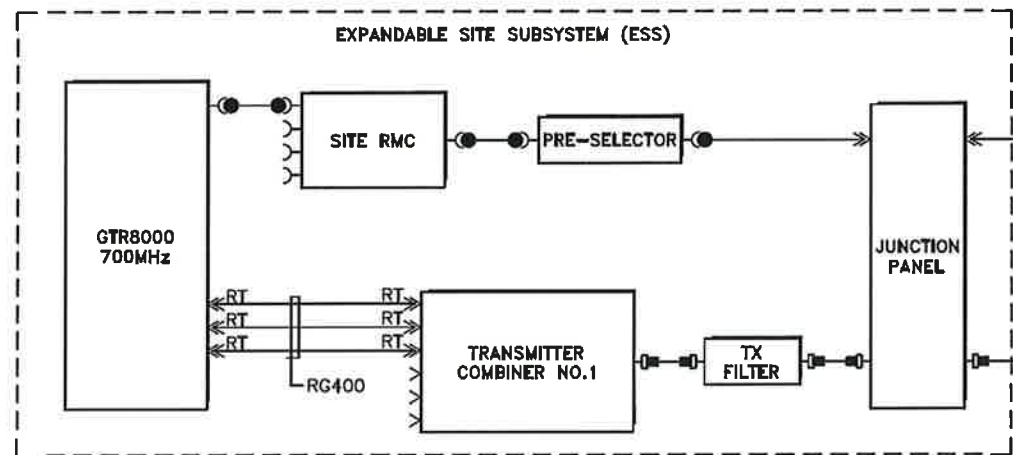 EXPANDABLE SITE SUBSYSTEM (ESS)
SITE RMC
PRE-SELECTOR
GTR8000
700MHz
JUNCTION
PANEL
RT RT
RT RT
RT RT
RG400
TRANSMITTER
COMBINER NO.1
TX
FILTER